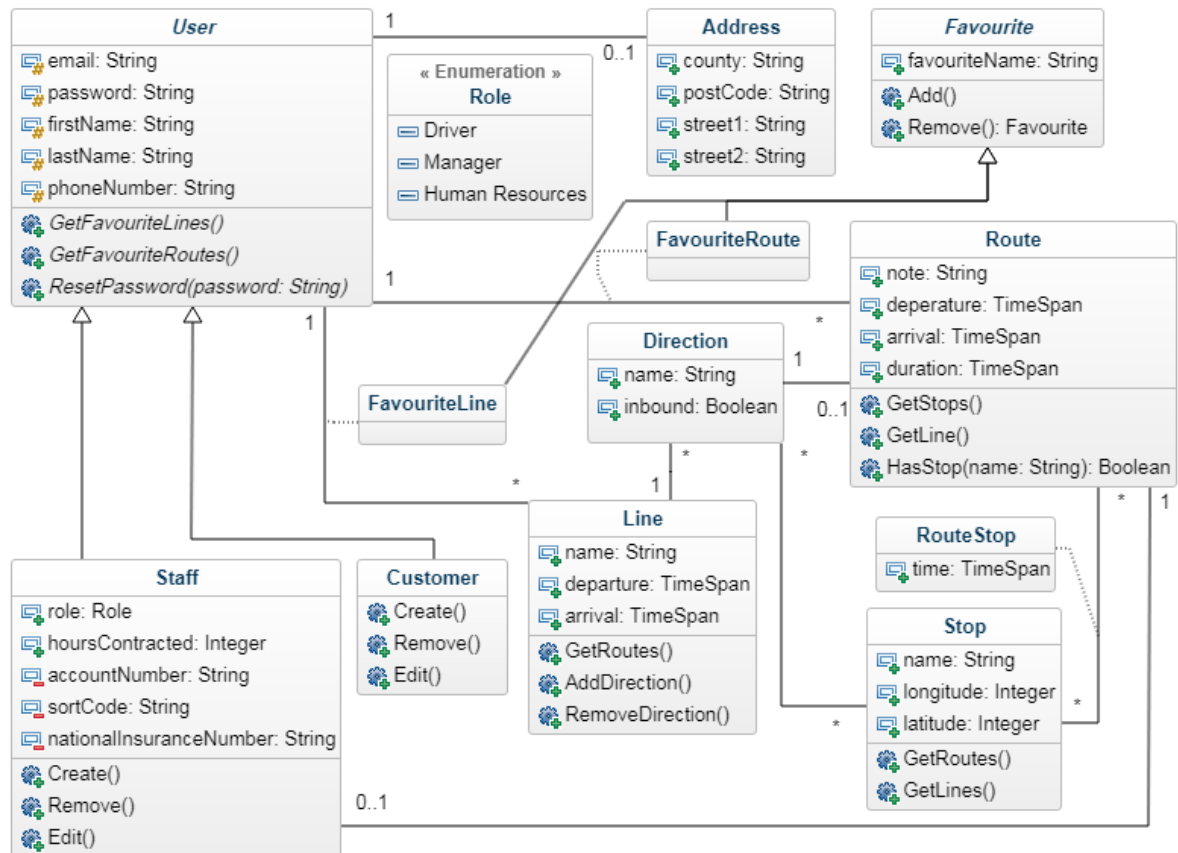 User
email: String
password: String
firstName: String
lastName: String
phoneNumber: String
GetFavouriteLines()
GetFavouriteRoutes()
ResetPassword(password: String)
1
0..1
« Enumeration »
Role
Driver
Manager
Human Resources
Address
county: String
postCode: String
street1: String
street2: String
Favourite
favouriteName: String
Add()
Remove(): Favourite
FavouriteRoute
Route
note: String
deperature: TimeSpan
arrival: TimeSpan
duration: TimeSpan
GetStops()
GetLine()
HasStop(name: String): Boolean
1
*
1
*
Direction
name: String
inbound: Boolean
1
0..1
*
1
*
*
FavouriteLine
Line
name: String
departure: TimeSpan
arrival: TimeSpan
GetRoutes()
AddDirection()
RemoveDirection()
RouteStop
time: TimeSpan
*
*
1
0..1
Stop
name: String
longitude: Integer
latitude: Integer
GetRoutes()
GetLines()
Staff
role: Role
hoursContracted: Integer
accountNumber: String
sortCode: String
nationalInsuranceNumber: String
Create()
Remove()
Edit()
Customer
Create()
Remove()
Edit()